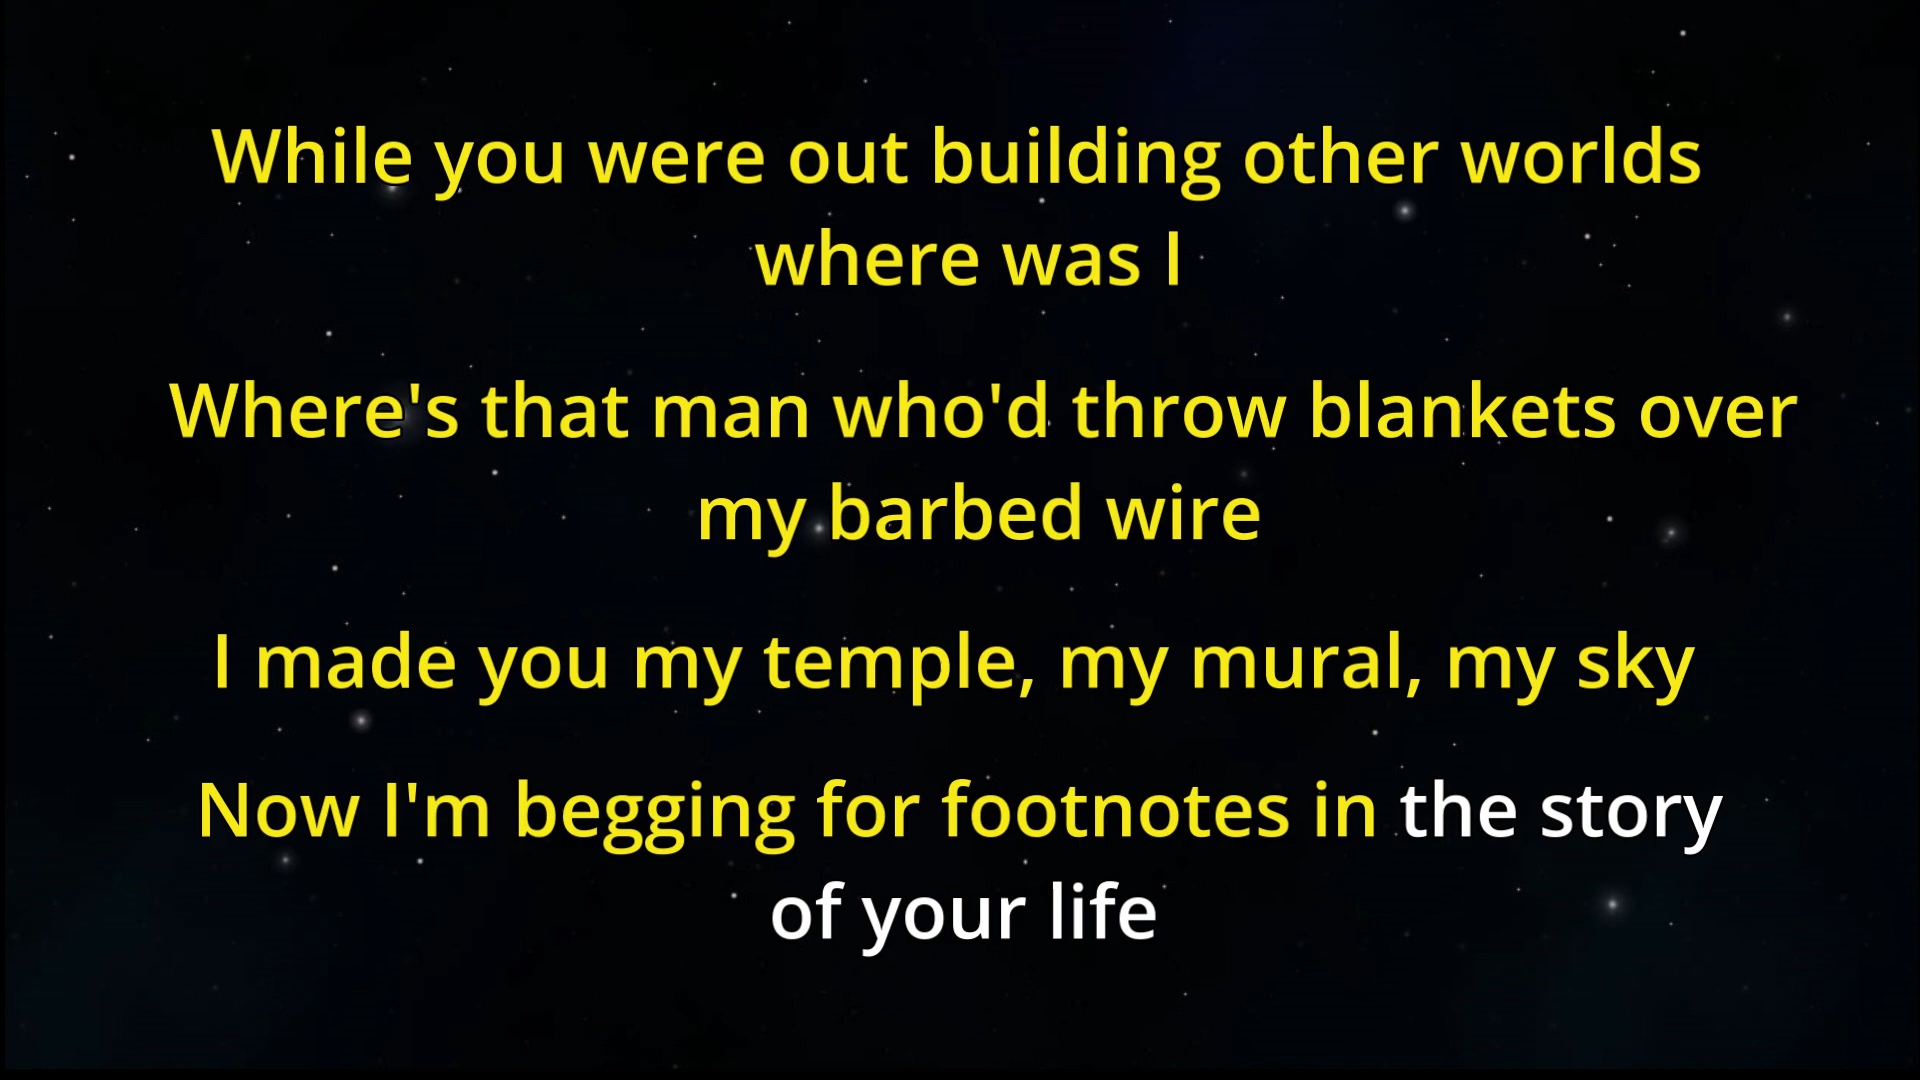 While you were out building other worlds
where was I
Where's that man who'd throw blankets over
my barbed wire
I made you my temple, my mural, my sky
Now I'm begging for footnotes in the story
of your life